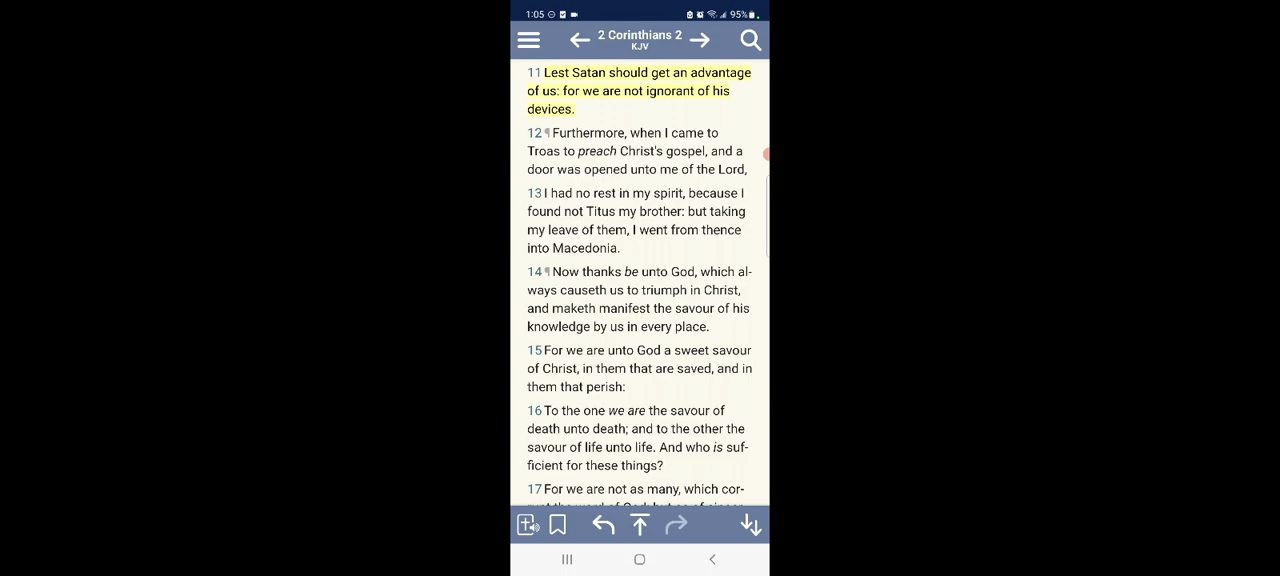 1:05
95%
2 Corinthians 2
KJV
11 Lest Satan should get an advantage
of us: for we are not ignorant of his
devices.
12 ¶ Furthermore, when I came to
Troas to preach Christ's gospel, and a
door was opened unto me of the Lord,
13 I had no rest in my spirit, because I
found not Titus my brother: but taking
my leave of them, I went from thence
into Macedonia.
14 ¶ Now thanks be unto God, which al-
ways causeth us to triumph in Christ,
and maketh manifest the savour of his
knowledge by us in every place.
15 For we are unto God a sweet savour
of Christ, in them that are saved, and in
them that perish:
16 To the one we are the savour of
death unto death; and to the other the
savour of life unto life. And who is suf-
ficient for these things?
17 For we are not as many, which cor-